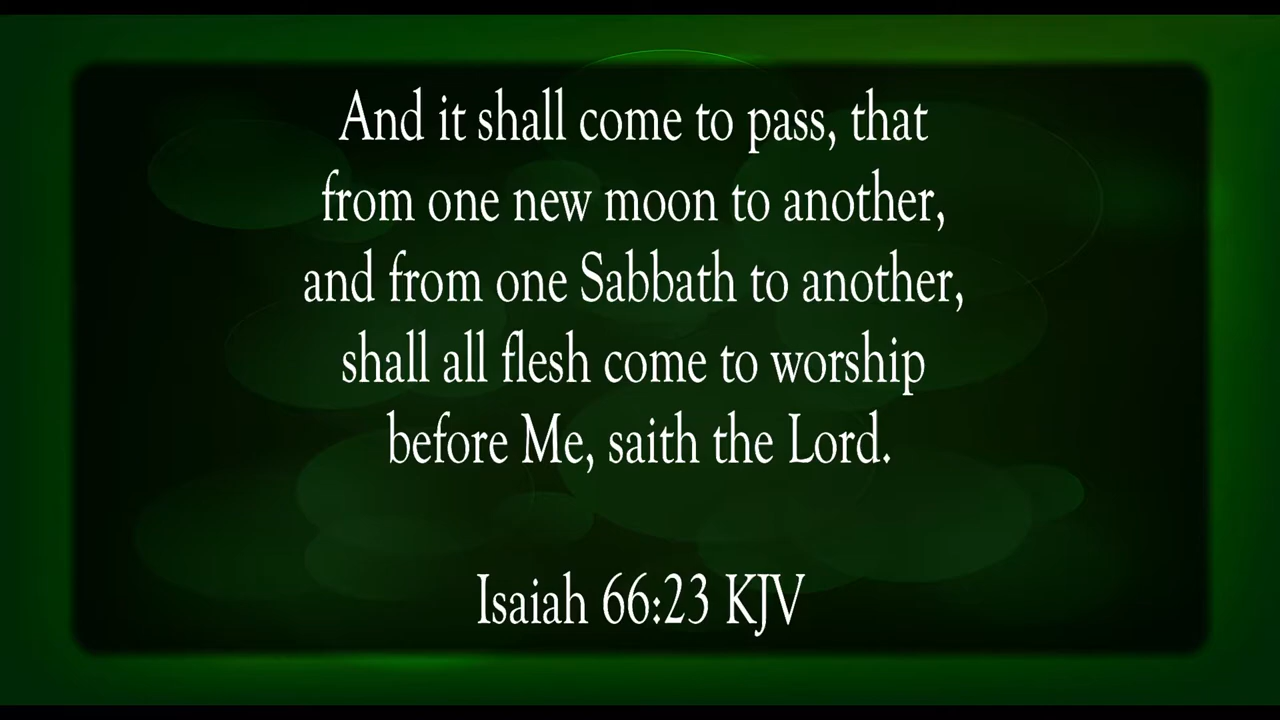 And it shall come to pass, that
from one new moon to another,
and from one Sabbath to another,
shall all flesh come to worship
before Me, saith the Lord.
Isaiah 66:23 KJV